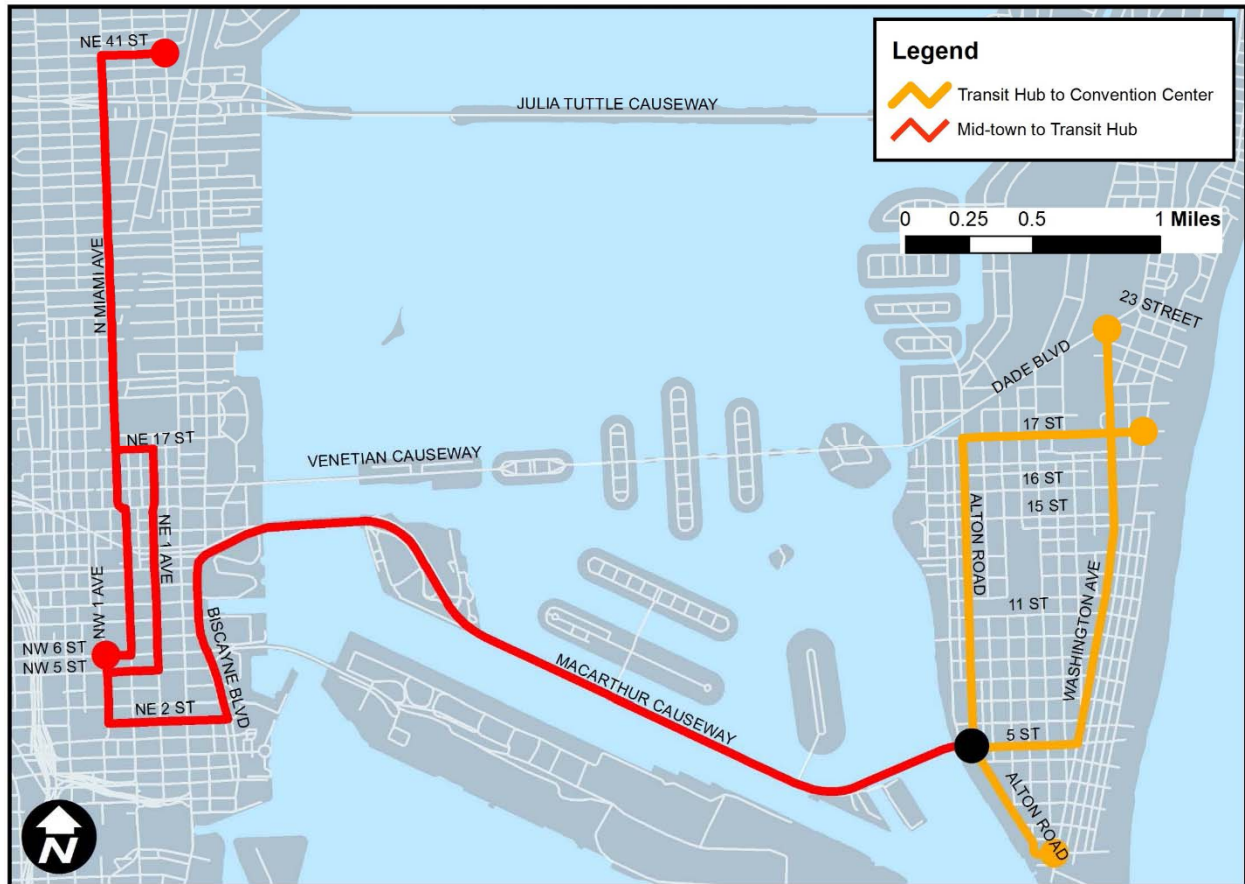 NE 41 ST
Legend
Transit Hub to Convention Center
Mid-town to Transit Hub
JULIA TUTTLE CAUSEWAY
0 0.25 0.5 1 Miles
N MIAMI AVE
23 STREET
DADE BLVD
NE 17 ST
17 ST
VENETIAN CAUSEWAY
16 ST
15 ST
ALTON ROAD
NE 1 AVE
NW 1 AVE
11 ST
WASHINGTON AVE
BISCAYNE BLVD
NW 6 ST
NW 5 ST
MACARTHUR CAUSEWAY
NE 2 ST
5 ST
ALTON ROAD
N